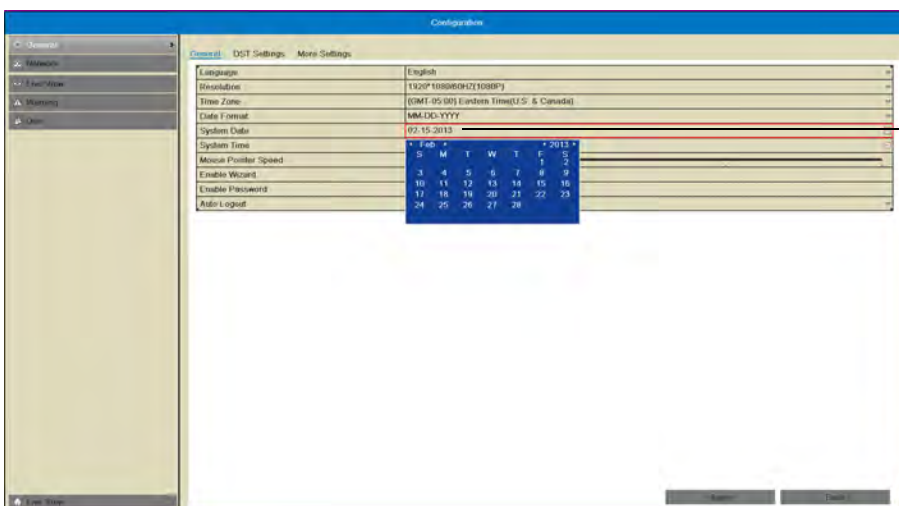 Configuration
General
Network
Live View
Warning
General DST Settings More Settings
Language English
Resolution 1920*1080/60HZ(1080P)
Time Zone (GMT-05:00) Eastern Time(U.S. & Canada)
Date Format MM-DD-YYYY
System Date 02-15-2013
System Time
Feb 2013
S M T W T F S
1 2
Mouse Pointer Speed
3 4 5 6 7 8 9
Enable Wizard
10 11 12 13 14 15 16
Enable Password
17 18 19 20 21 22 23
Auto Logout
24 25 26 27 28
Live View